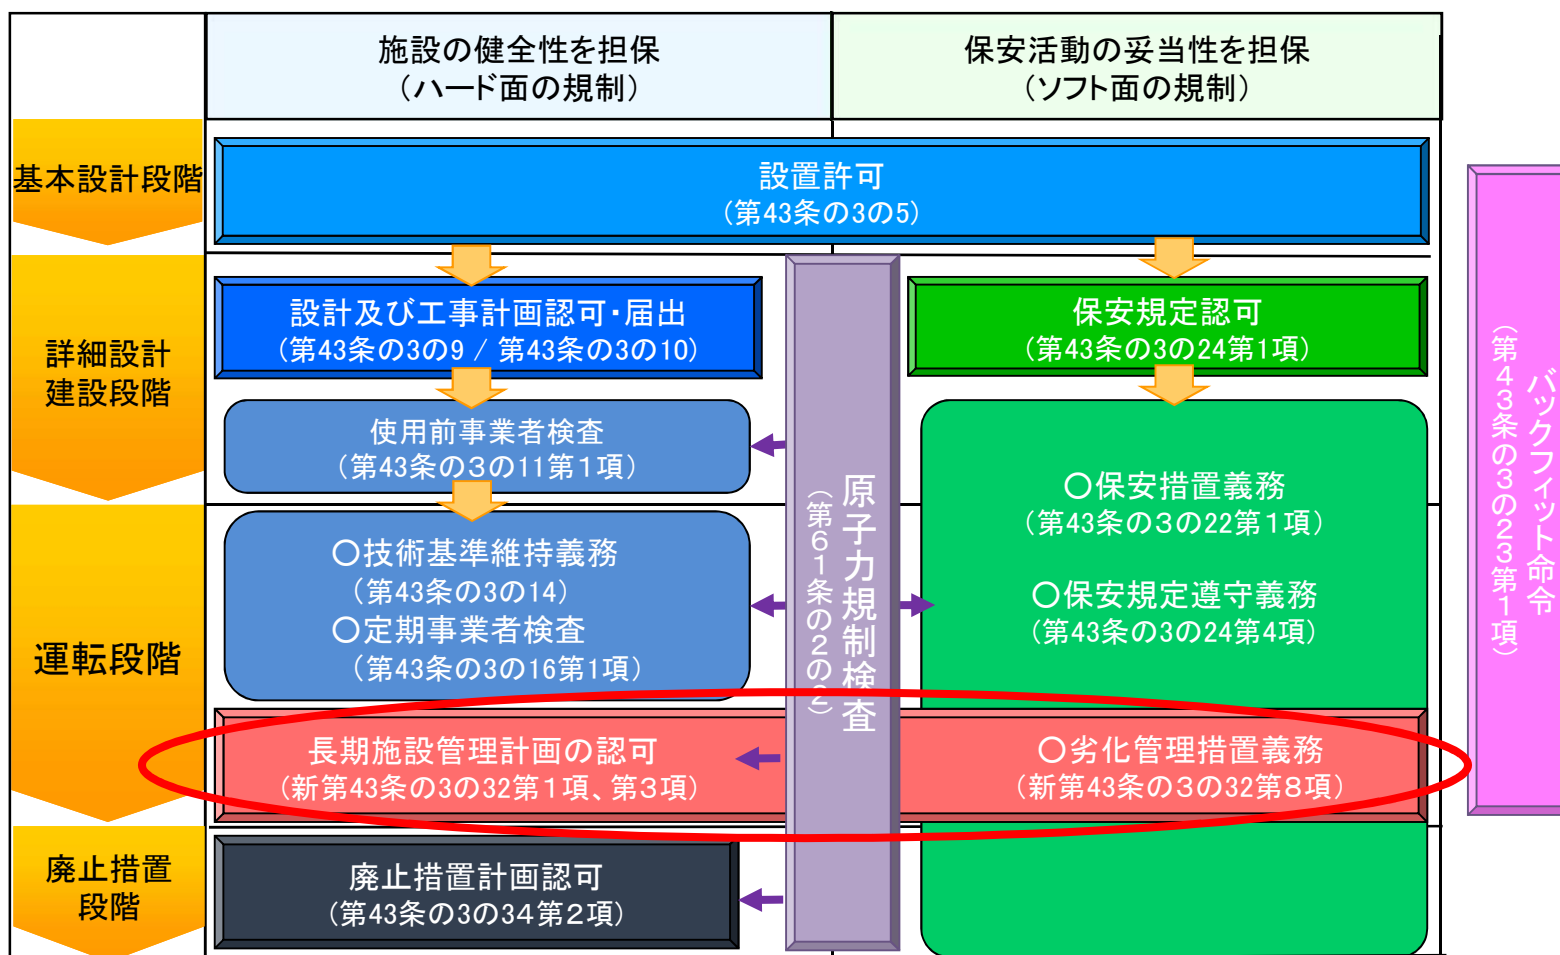 施設の健全性を担保
（ハード面の規制）
保安活動の妥当性を担保
（ソフト面の規制）
基本設計段階
設置許可
（第43条の3の5）
詳細設計
建設段階
設計及び工事計画認可・届出
（第43条の3の9 / 第43条の3の10）
保安規定認可
（第43条の3の24第1項）
使用前事業者検査
（第43条の３の11第１項）
原子力規制検査
（第６１条の２の２）
〇保安措置義務
（第43条の３の22第１項）
〇保安規定遵守義務
（第43条の3の24第4項）
運転段階
〇技術基準維持義務
（第43条の3の14）
〇定期事業者検査
（第43条の3の16第1項）
長期施設管理計画の認可
（新第43条の3の32第１項、第３項）
〇劣化管理措置義務
（新第43条の３の32第８項）
廃止措置
段階
廃止措置計画認可
（第43条の3の34第２項）
バックフィット命令
（第４３条の３の２３第１項）